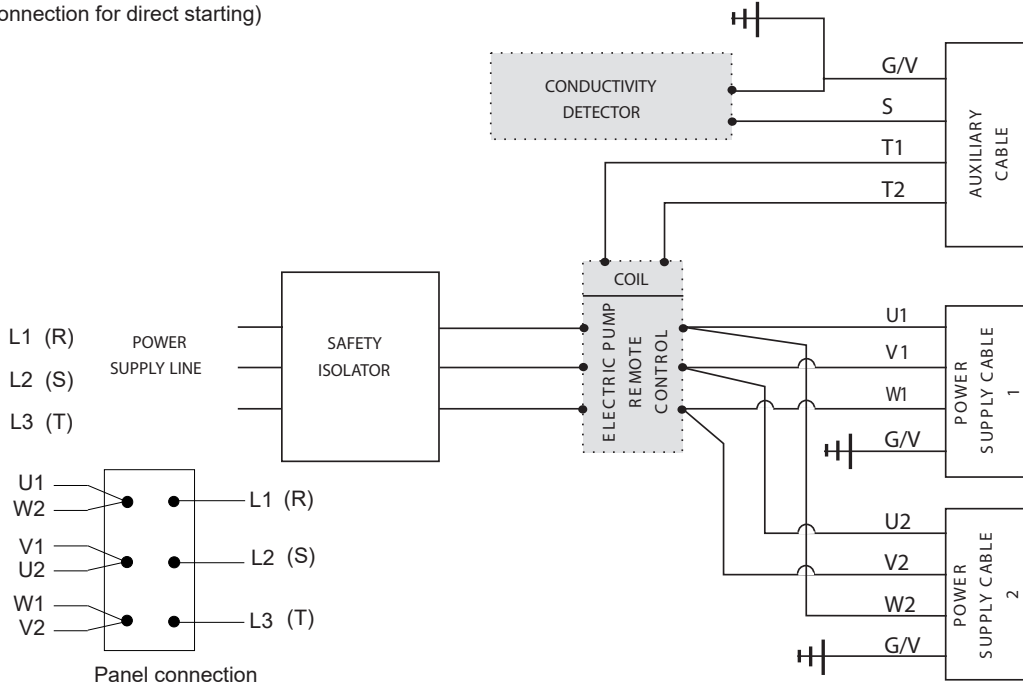 onnection for direct starting)
CONDUCTIVITY
DETECTOR
G/V
S
T1
T2
AUXILIARY
CABLE
L1 (R)
L2 (S)
L3 (T)
POWER
SUPPLY LINE
SAFETY
ISOLATOR
COIL
ELECTRIC PUMP
REMOTE
CONTROL
U1
V1
W1
G/V
POWER
SUPPLY CABLE
1
U2
V2
W2
G/V
POWER
SUPPLY CABLE
2
U1
W2
V1
U2
W1
V2
L1 (R)
L2 (S)
L3 (T)
Panel connection